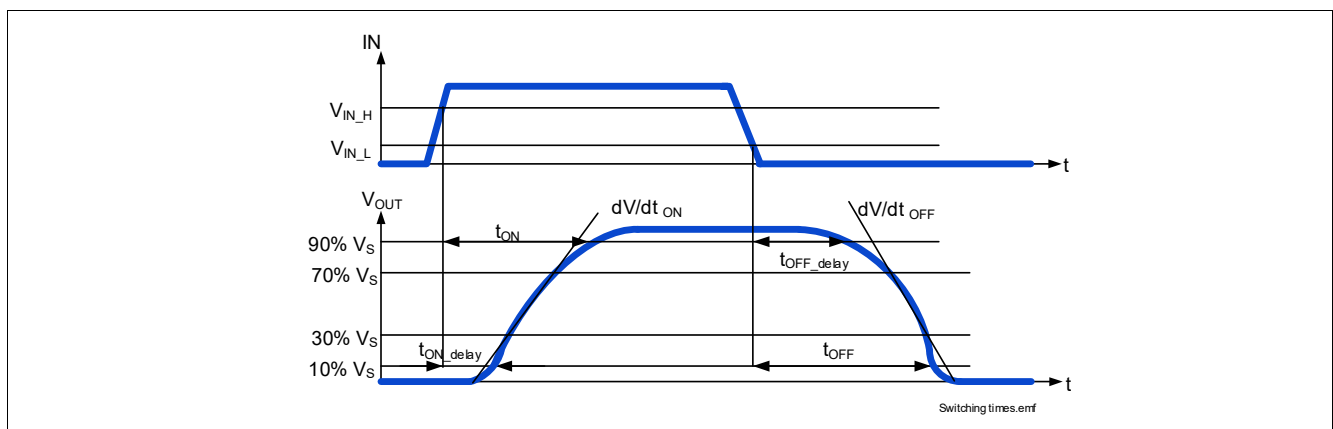 IN
V_IN_H
V_IN_L
t
V_OUT
dV/dt ON
dV/dt OFF
90% V_S
t_ON
t_OFF_delay
70% V_S
30% V_S
t_ON_delay
t_OFF
10% V_S
t
Switching times.emf